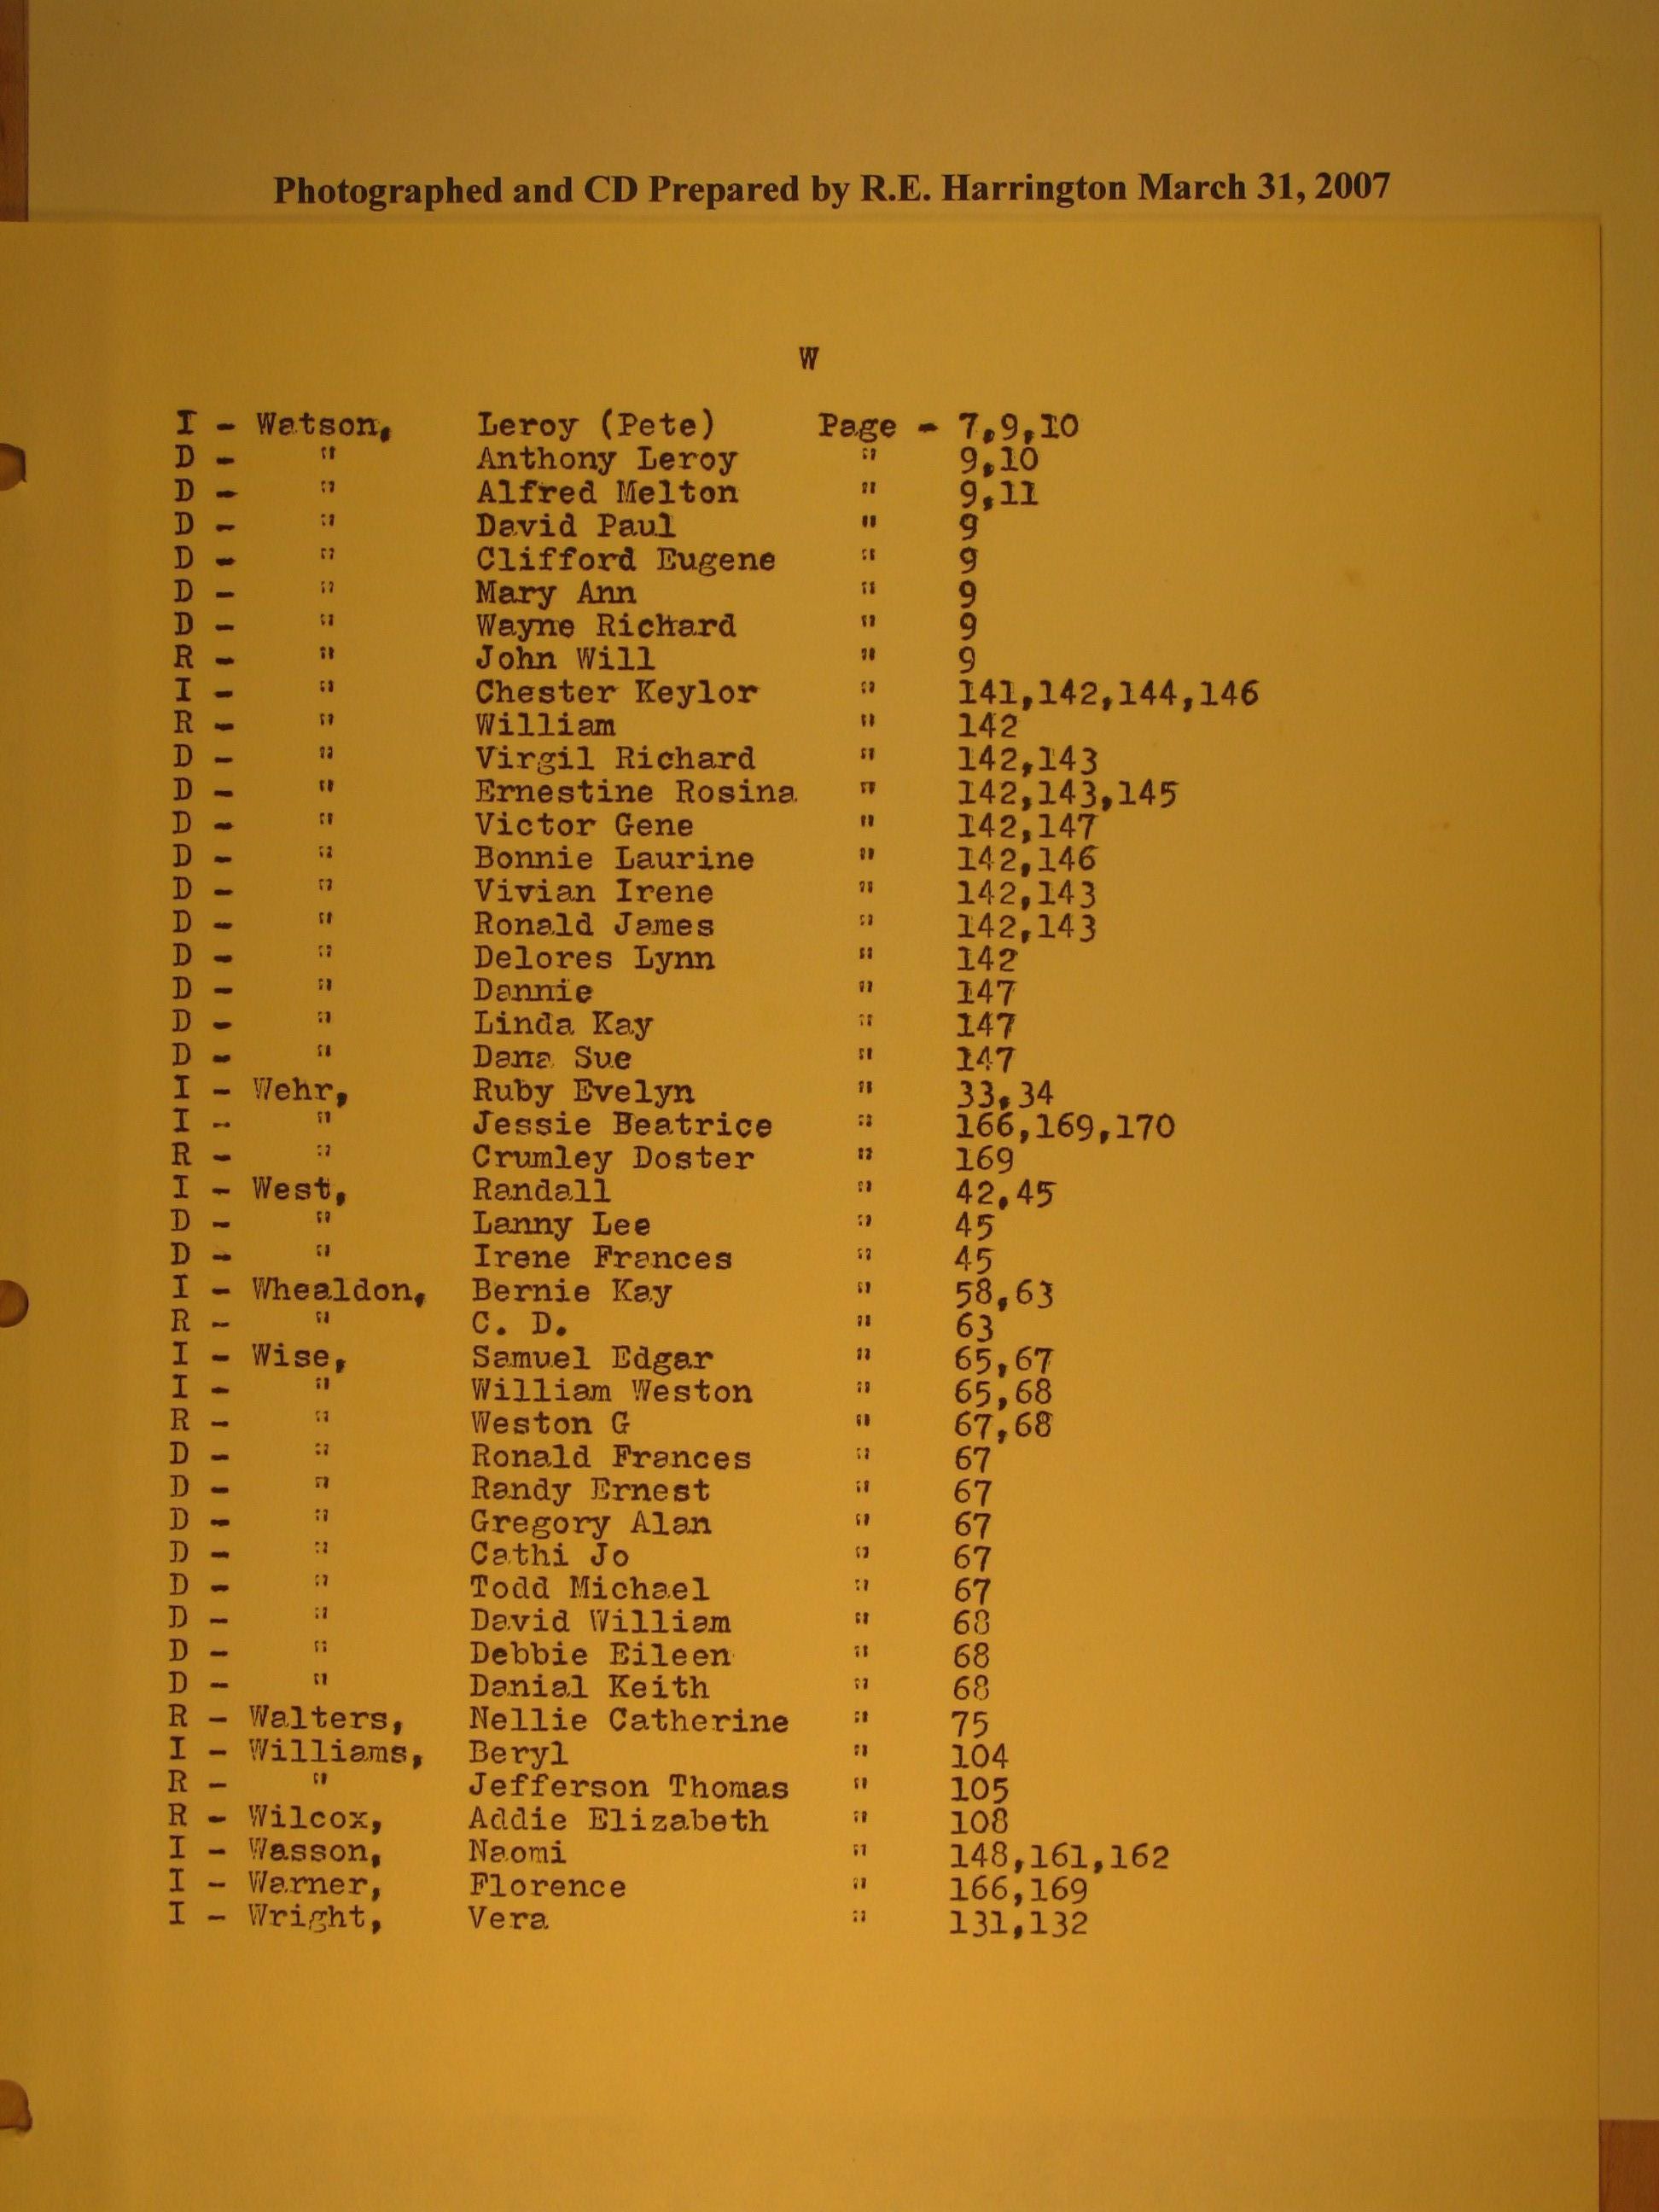 Photographed and CD Prepared by R.E. Harrington March 31, 2007
W
I - Watson, Leroy (Pete) Page - 7,9,10
D - " Anthony Leroy " 9,10
D - " Alfred Melton " 9,11
D - " David Paul " 9
D - " Clifford Eugene " 9
D - " Mary Ann " 9
D - " Wayne Richard " 9
R - " John Will " 9
I - " Chester Keylor " 141,142,144,146
R - " William " 142
D - " Virgil Richard " 142,143
D - " Ernestine Rosina " 142,143,145
D - " Victor Gene " 142,147
D - " Bonnie Laurine " 142,146
D - " Vivian Irene " 142,143
D - " Ronald James " 142,143
D - " Delores Lynn " 142
D - " Dannie " 147
D - " Linda Kay " 147
D - " Dana Sue " 147
I - Wehr, Ruby Evelyn " 33,34
I - " Jessie Beatrice " 166,169,170
R - " Crumley Doster " 169
I - West, Randall " 42,45
D - " Lanny Lee " 45
D - " Irene Frances " 45
I - Whealdon, Bernie Kay " 58,63
R - " C. D. " 63
I - Wise, Samuel Edgar " 65,67
I - " William Weston " 65,68
R - " Weston G " 67,68
D - " Ronald Frances " 67
D - " Randy Ernest " 67
D - " Gregory Alan " 67
D - " Cathi Jo " 67
D - " Todd Michael " 67
D - " David William " 68
D - " Debbie Eileen " 68
D - " Danial Keith " 68
R - Walters, Nellie Catherine " 75
I - Williams, Beryl " 104
R - " Jefferson Thomas " 105
R - Wilcox, Addie Elizabeth " 108
I - Wasson, Naomi " 148,161,162
I - Warner, Florence " 166,169
I - Wright, Vera " 131,132